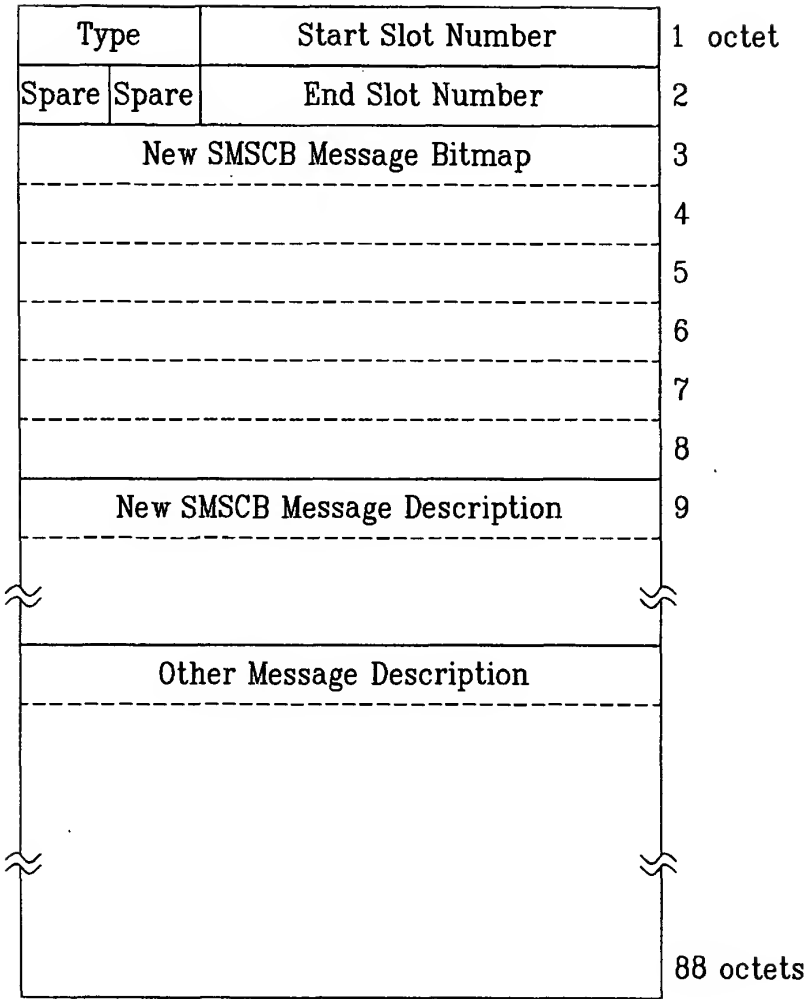 Type Start Slot Number 1 octet
Spare Spare End Slot Number 2
New SMSCB Message Bitmap 3
4
5
6
7
8
New SMSCB Message Description 9
Other Message Description
88 octets